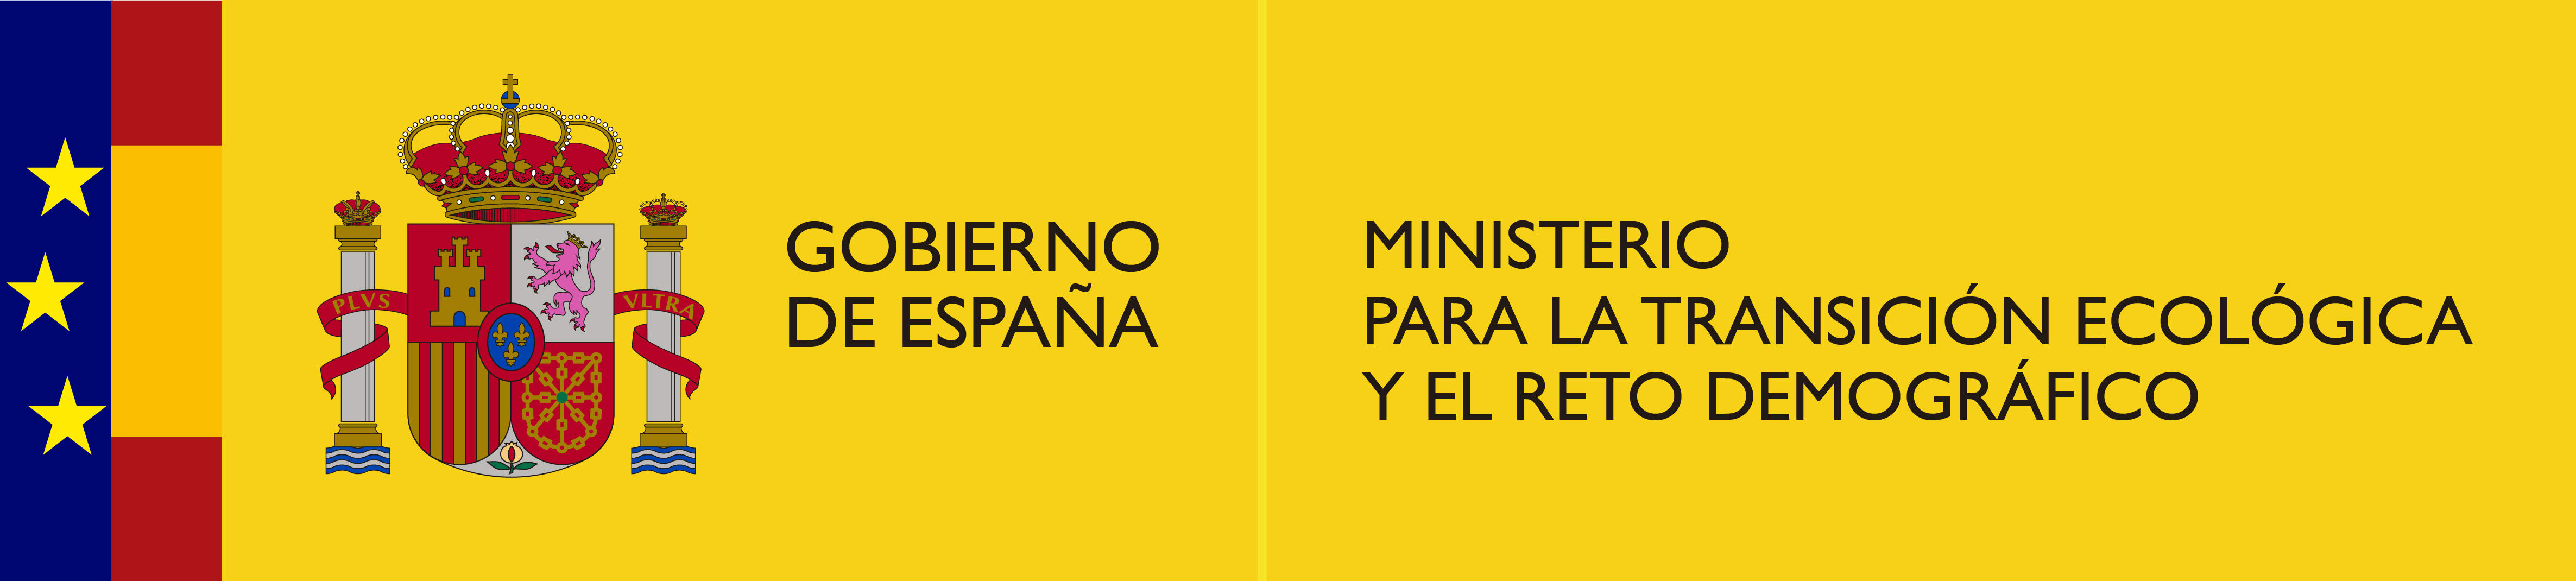 PLVS
VLTRA
GOBIERNO
DE ESPAÑA
MINISTERIO
PARA LA TRANSICIÓN ECOLÓGICA
Y EL RETO DEMOGRÁFICO